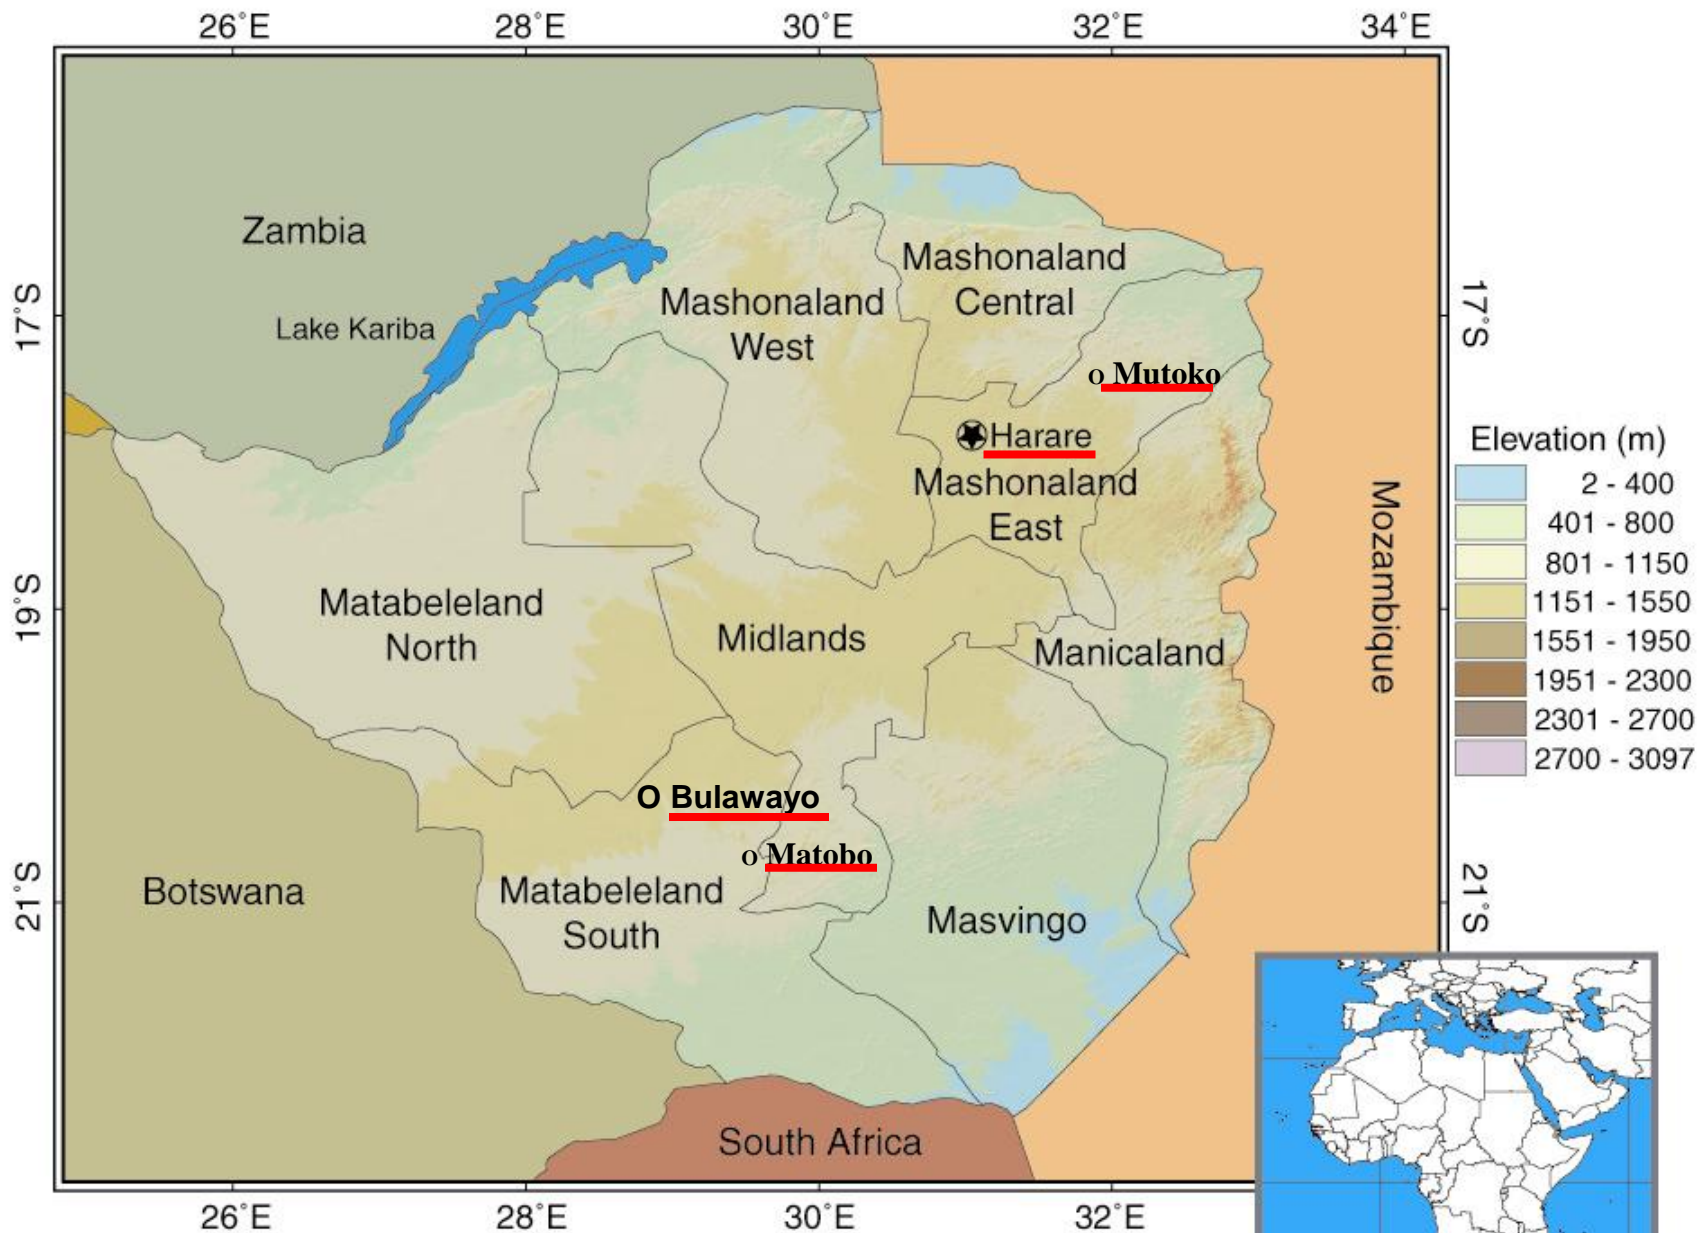 26°E 28°E 30°E 32°E 34°E
Zambia
Lake Kariba
17°S
17°S
Mashonaland
Central
Mashonaland
West
O Mutoko
Harare
Mashonaland
East
Elevation (m)
2 - 400
401 - 800
801 - 1150
1151 - 1550
1551 - 1950
1951 - 2300
2301 - 2700
2700 - 3097
Mozambique
19°S
Matabeleland
North
Midlands
Manicaland
O Bulawayo
O Matobo
Botswana
21°S
21°S
Matabeleland
South
Masvingo
South Africa
26°E 28°E 30°E 32°E